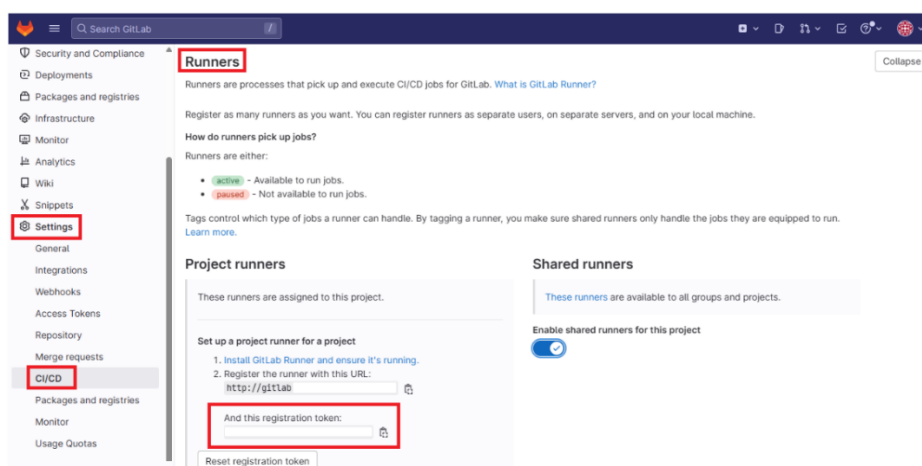 Search GitLab
/
Security and Compliance
Deployments
Packages and registries
Infrastructure
Monitor
Analytics
Wiki
Snippets
Settings
General
Integrations
Webhooks
Access Tokens
Repository
Merge requests
CI/CD
Packages and registries
Monitor
Usage Quotas
Runners
Collapse
Runners are processes that pick up and execute CI/CD jobs for GitLab. What is GitLab Runner?
Register as many runners as you want. You can register runners as separate users, on separate servers, and on your local machine.
How do runners pick up jobs?
Runners are either:
• active - Available to run jobs.
• paused - Not available to run jobs.
Tags control which type of jobs a runner can handle. By tagging a runner, you make sure shared runners only handle the jobs they are equipped to run.
Learn more.
Project runners
These runners are assigned to this project.
Set up a project runner for a project
1. Install GitLab Runner and ensure it's running.
2. Register the runner with this URL:
http://gitlab
And this registration token:
Reset registration token
Shared runners
These runners are available to all groups and projects.
Enable shared runners for this project